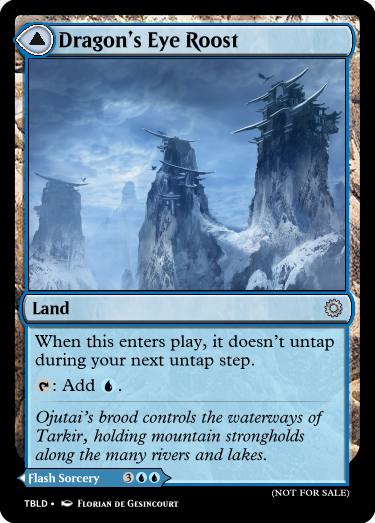 Dragon's Eye Roost
Land
When this enters play, it doesn't untap
during your next untap step.
: Add .
Ojutai's brood controls the waterways of
Tarkir, holding mountain strongholds
along the many rivers and lakes.
Flash Sorcery 3
(NOT FOR SALE)
TBLD • Florian de Gesincourt